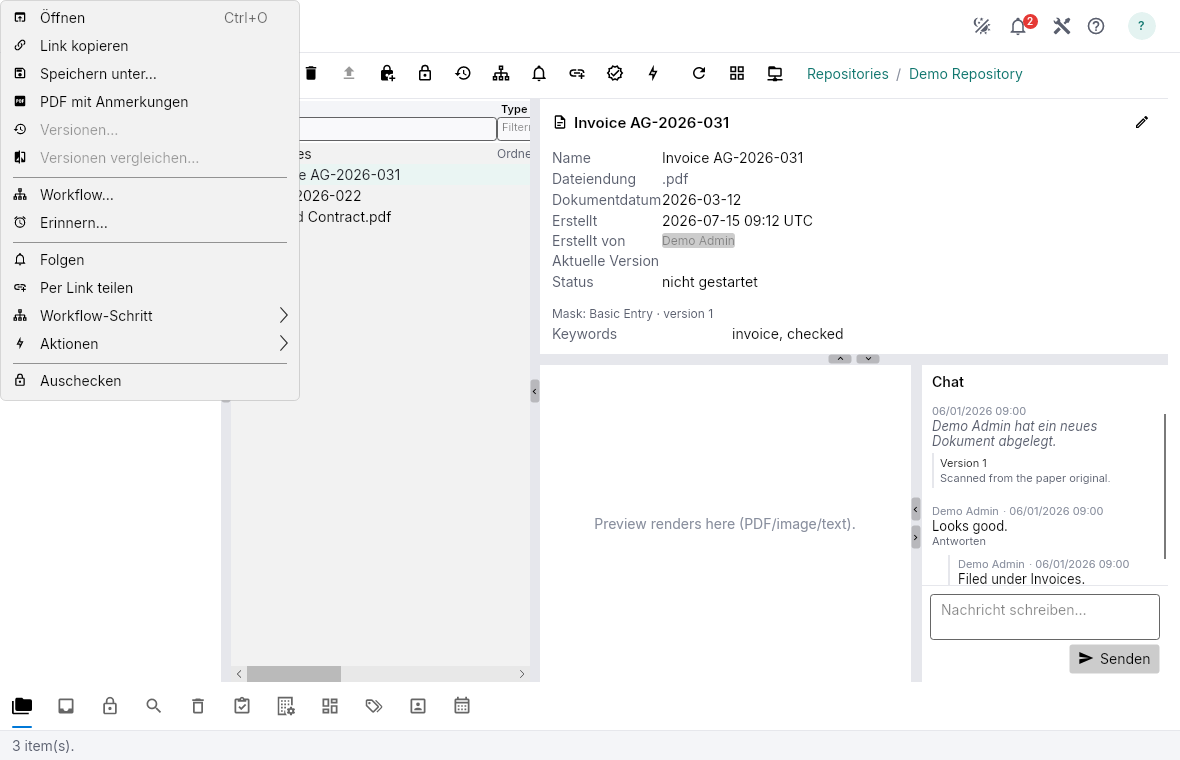 Öffnen Ctrl+O
Link kopieren
Speichern unter...
PDF mit Anmerkungen
Versionen...
Versionen vergleichen...
Workflow...
Erinnern...
Folgen
Per Link teilen
Workflow-Schritt
Aktionen
Auschecken
2
?
Repositories / Demo Repository
Type
Ordne
AG-2026-031
2026-022
d Contract.pdf
Invoice AG-2026-031
Name Invoice AG-2026-031
Dateiendung .pdf
Dokumentdatum 2026-03-12
Erstellt 2026-07-15 09:12 UTC
Erstellt von Demo Admin
Aktuelle Version
Status nicht gestartet
Mask: Basic Entry · version 1
Keywords invoice, checked
Preview renders here (PDF/image/text).
Chat
06/01/2026 09:00
Demo Admin hat ein neues
Dokument abgelegt.
Version 1
Scanned from the paper original.
Demo Admin · 06/01/2026 09:00
Looks good.
Antworten
Demo Admin · 06/01/2026 09:00
Filed under Invoices.
Nachricht schreiben...
Senden
3 item(s).